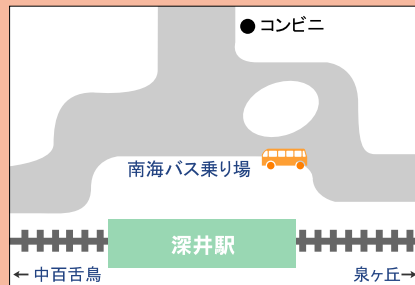 コンビニ
南海バス乗り場
深井駅
← 中百舌鳥
泉ヶ丘→